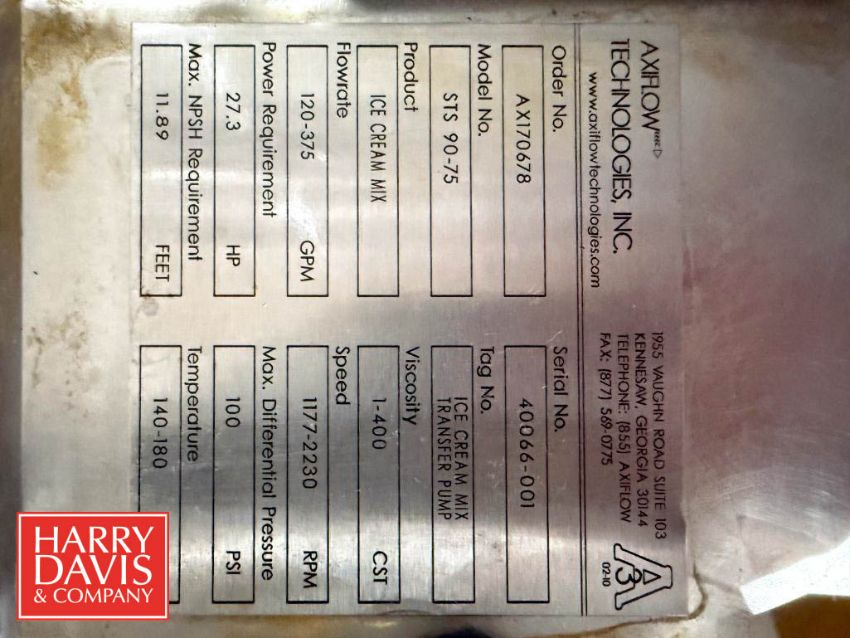 AXIFLOW
TECHNOLOGIES, INC.
www.axiflowtechnologies.com
1955 VAUGHN ROAD SUITE 103
KENNESAW, GEORGIA 30144
TELEPHONE: (855) AXIFLOW
FAX: (877) 569-0775
3A
02-10
Order No.
AX170678
Serial No.
40066-001
Model No.
STS 90-75
Tag No.
ICE CREAM MIX
TRANSFER PUMP
Product
ICE CREAM MIX
Viscosity
1-400 CST
Flowrate
120-375 GPM
Speed
1177-2230 RPM
Power Requirement
27.3 HP
Max. Differential Pressure
100 PSI
Max. NPSH Requirement
11.89 FEET
Temperature
140-180
HARRY
DAVIS
& COMPANY